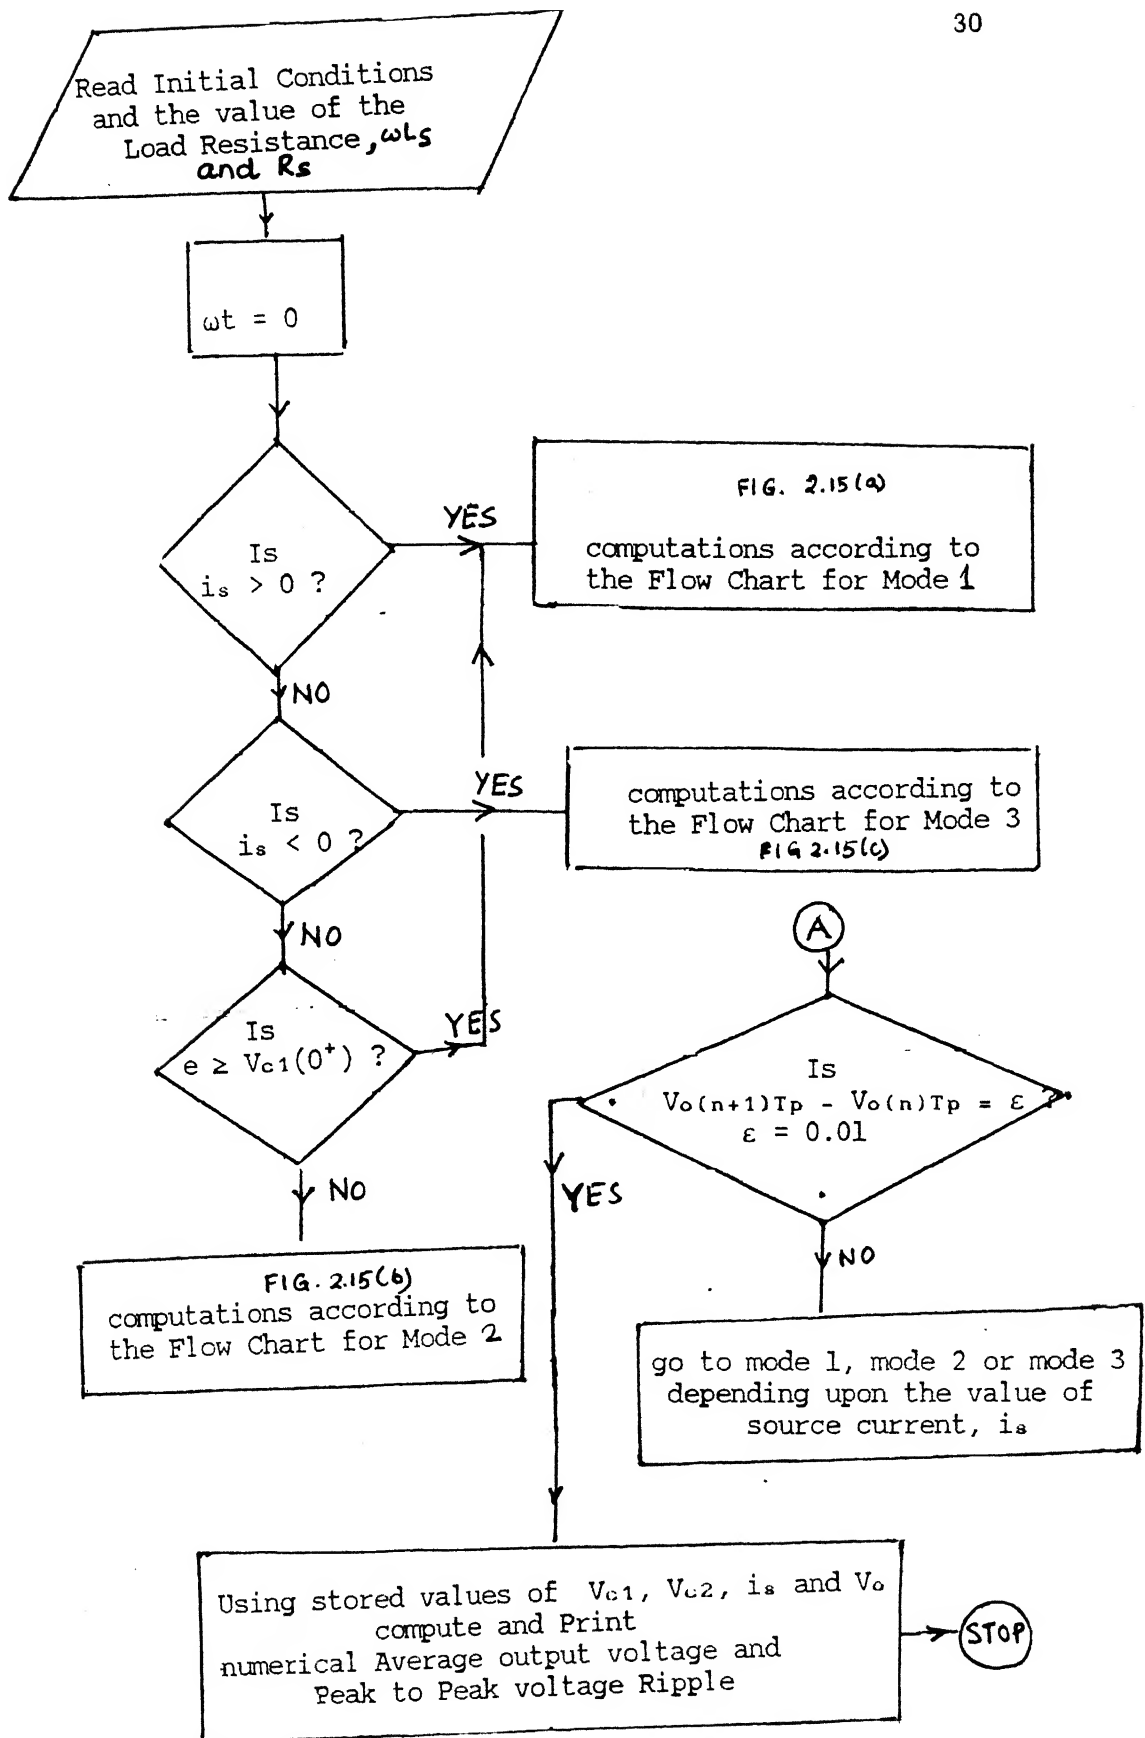 30
Read Initial Conditions
and the value of the
Load Resistance, ωLs
and Rs
ωt = 0
Is
is > 0 ?
YES
FIG. 2.15(a)
computations according to
the Flow Chart for Mode 1
NO
Is
is < 0 ?
YES
computations according to
the Flow Chart for Mode 3
FIG 2.15(c)
NO
Is
e ≥ Vc1(0⁺) ?
YES
NO
FIG. 2.15(b)
computations according to
the Flow Chart for Mode 2
A
Is
Vo(n+1)Tp - Vo(n)Tp = ε ?
ε = 0.01
YES
NO
go to mode 1, mode 2 or mode 3
depending upon the value of
source current, is
Using stored values of Vc1, Vc2, is and Vo
compute and Print
numerical Average output voltage and
Peak to Peak voltage Ripple
STOP